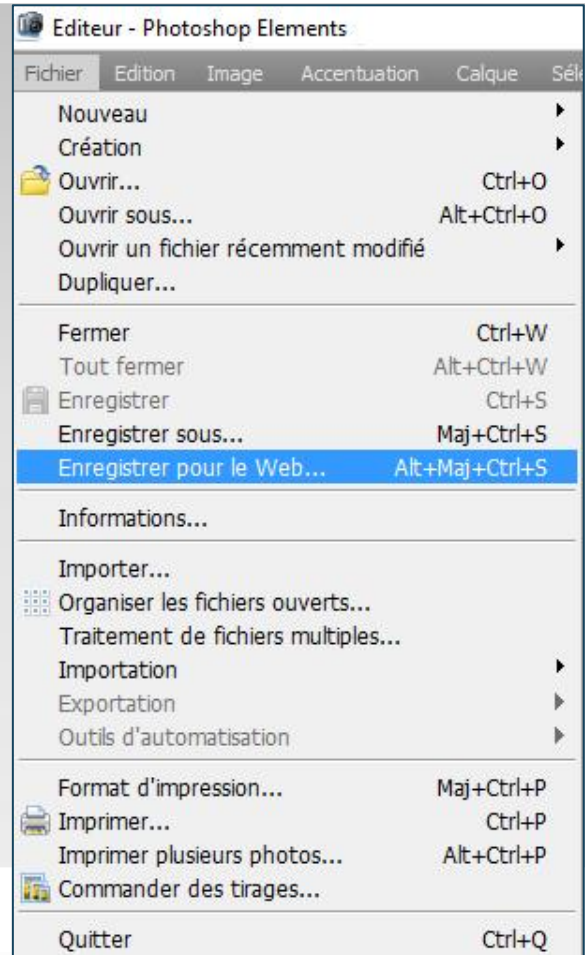 Editeur - Photoshop Elements
Fichier Edition Image Accentuation Calque
Nouveau
Création
Ouvrir... Ctrl+O
Ouvrir sous... Alt+Ctrl+O
Ouvrir un fichier récemment modifié
Dupliquer...
Fermer Ctrl+W
Tout fermer Alt+Ctrl+W
Enregistrer Ctrl+S
Enregistrer sous... Maj+Ctrl+S
Enregistrer pour le Web... Alt+Maj+Ctrl+S
Informations...
Importer...
Organiser les fichiers ouverts...
Traitement de fichiers multiples...
Importation
Exportation
Outils d'automatisation
Format d'impression... Maj+Ctrl+P
Imprimer... Ctrl+P
Imprimer plusieurs photos... Alt+Ctrl+P
Commander des tirages...
Quitter Ctrl+Q